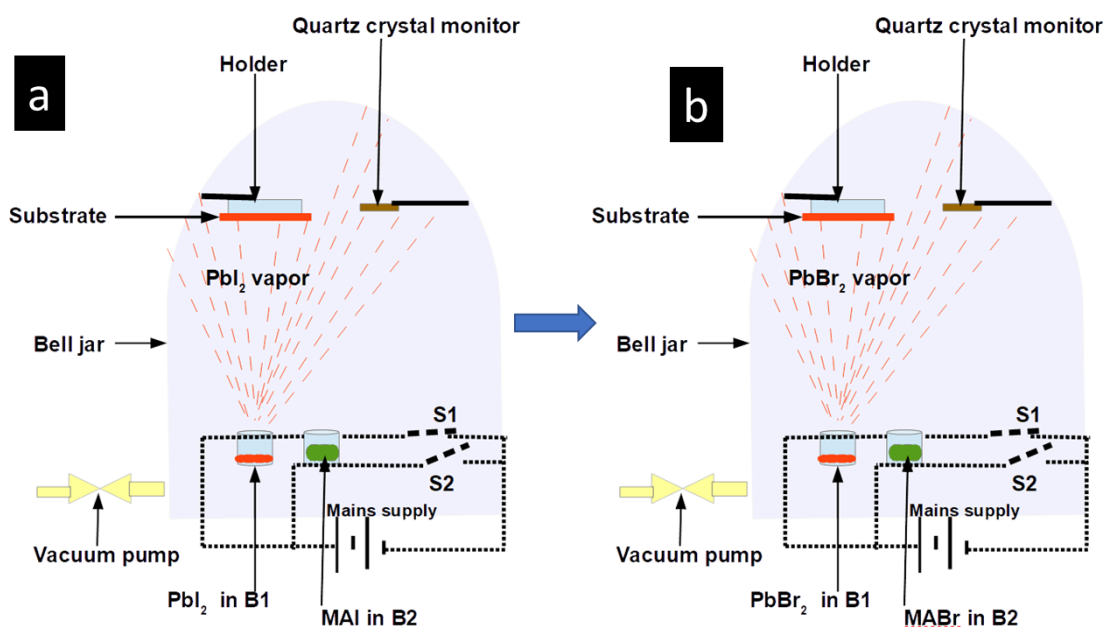 a
Quartz crystal monitor
Holder
Substrate
PbI₂ vapor
Bell jar
S1
S2
Mains supply
Vacuum pump
PbI₂ in B1
MAI in B2
b
Quartz crystal monitor
Holder
Substrate
PbBr₂ vapor
Bell jar
S1
S2
Mains supply
Vacuum pump
PbBr₂ in B1
MABr in B2